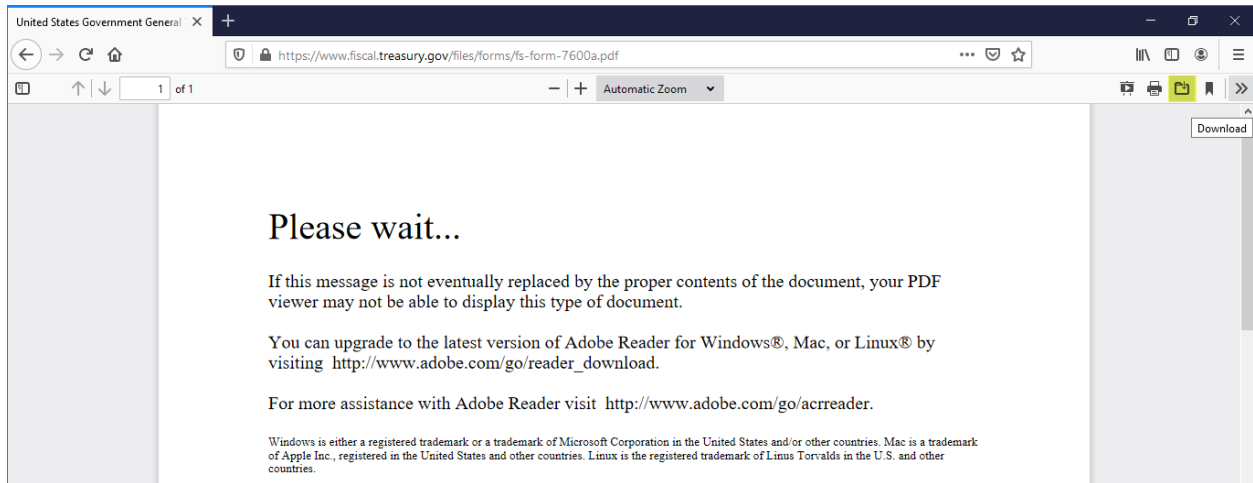 United States Government General
https://www.fiscal.treasury.gov/files/forms/fs-form-7600a.pdf
1 of 1
Automatic Zoom
Download
Please wait...
If this message is not eventually replaced by the proper contents of the document, your PDF
viewer may not be able to display this type of document.
You can upgrade to the latest version of Adobe Reader for Windows®, Mac, or Linux® by
visiting http://www.adobe.com/go/reader_download.
For more assistance with Adobe Reader visit http://www.adobe.com/go/acrreader.
Windows is either a registered trademark or a trademark of Microsoft Corporation in the United States and/or other countries. Mac is a trademark
of Apple Inc., registered in the United States and other countries. Linux is the registered trademark of Linus Torvalds in the U.S. and other
countries.